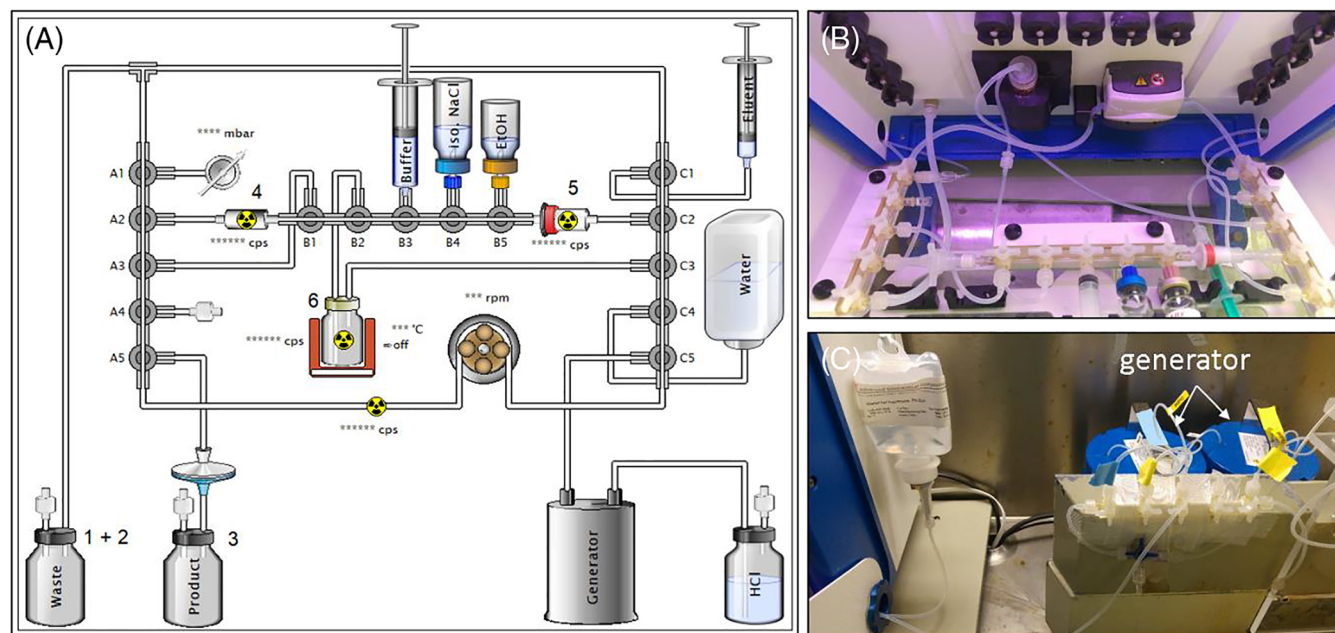 (A)
**** mbar
Buffer
Iso. NaCl
EtOH
Eluent
A1
4
5
C1
A2
C2
****** cps
B1
B2
B3
B4
B5
****** cps
A3
C3
Water
6
*** rpm
A4
C4
****** cps
*** °C
⇨off
A5
C5
****** cps
1 + 2
3
Waste
Product
Generator
HCl
(B)
(C)
generator